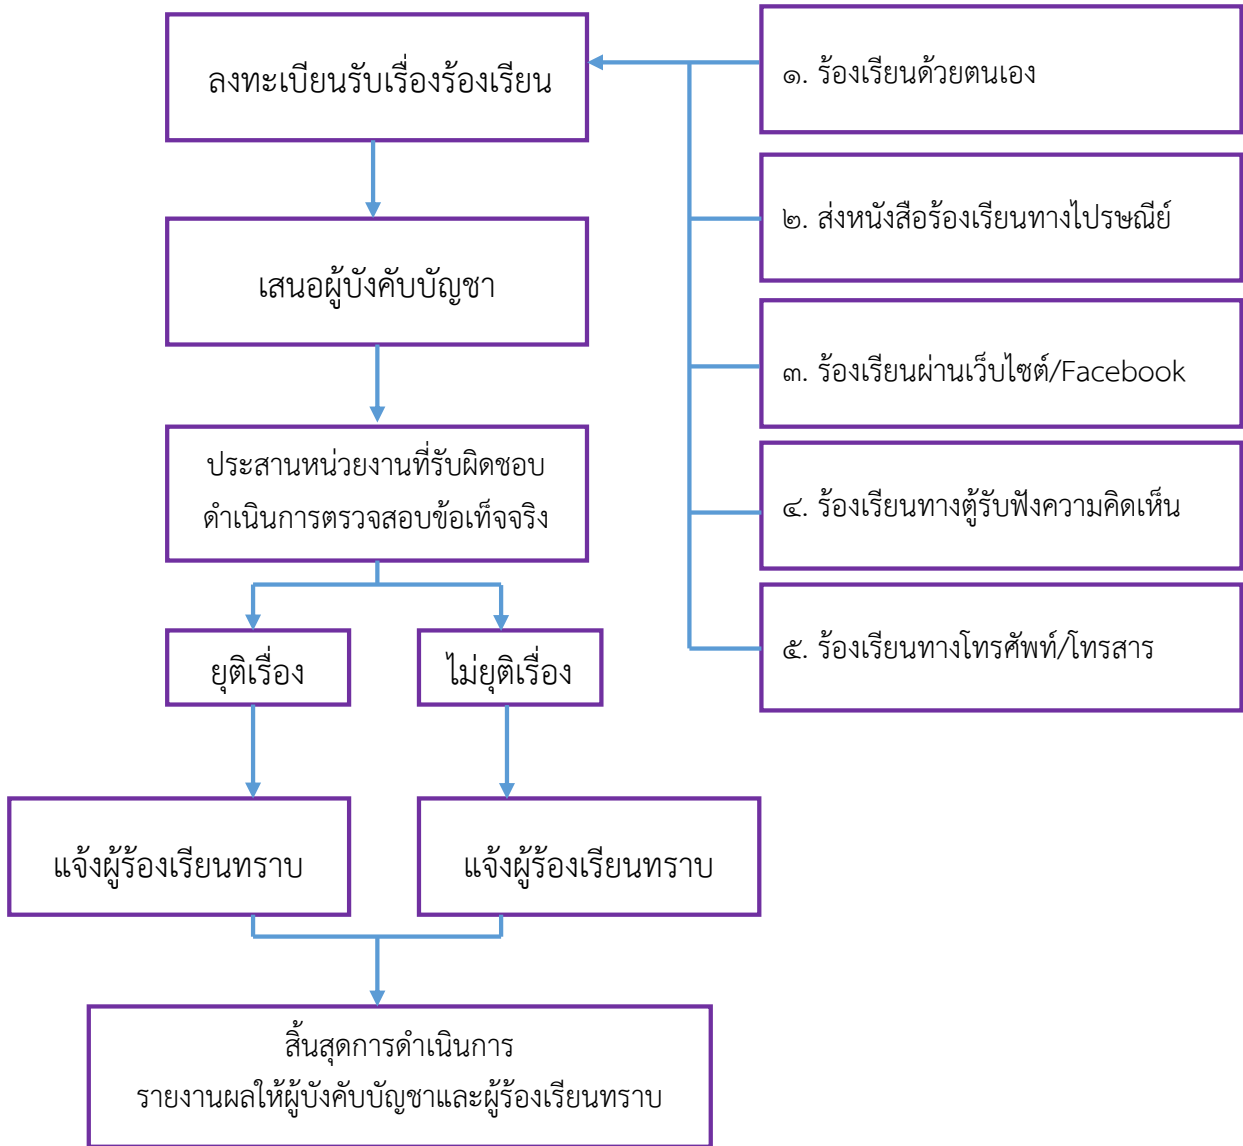 ลงทะเบียนรับเรื่องร้องเรียน
๑. ร้องเรียนด้วยตนเอง
๒. ส่งหนังสือร้องเรียนทางไปรษณีย์
๓. ร้องเรียนผ่านเว็บไซต์/Facebook
๔. ร้องเรียนทางตู้รับฟังความคิดเห็น
๕. ร้องเรียนทางโทรศัพท์/โทรสาร
เสนอผู้บังคับบัญชา
ประสานหน่วยงานที่รับผิดชอบ
ดำเนินการตรวจสอบข้อเท็จจริง
ยุติเรื่อง
ไม่ยุติเรื่อง
แจ้งผู้ร้องเรียนทราบ
แจ้งผู้ร้องเรียนทราบ
สิ้นสุดการดำเนินการ
รายงานผลให้ผู้บังคับบัญชาและผู้ร้องเรียนทราบ